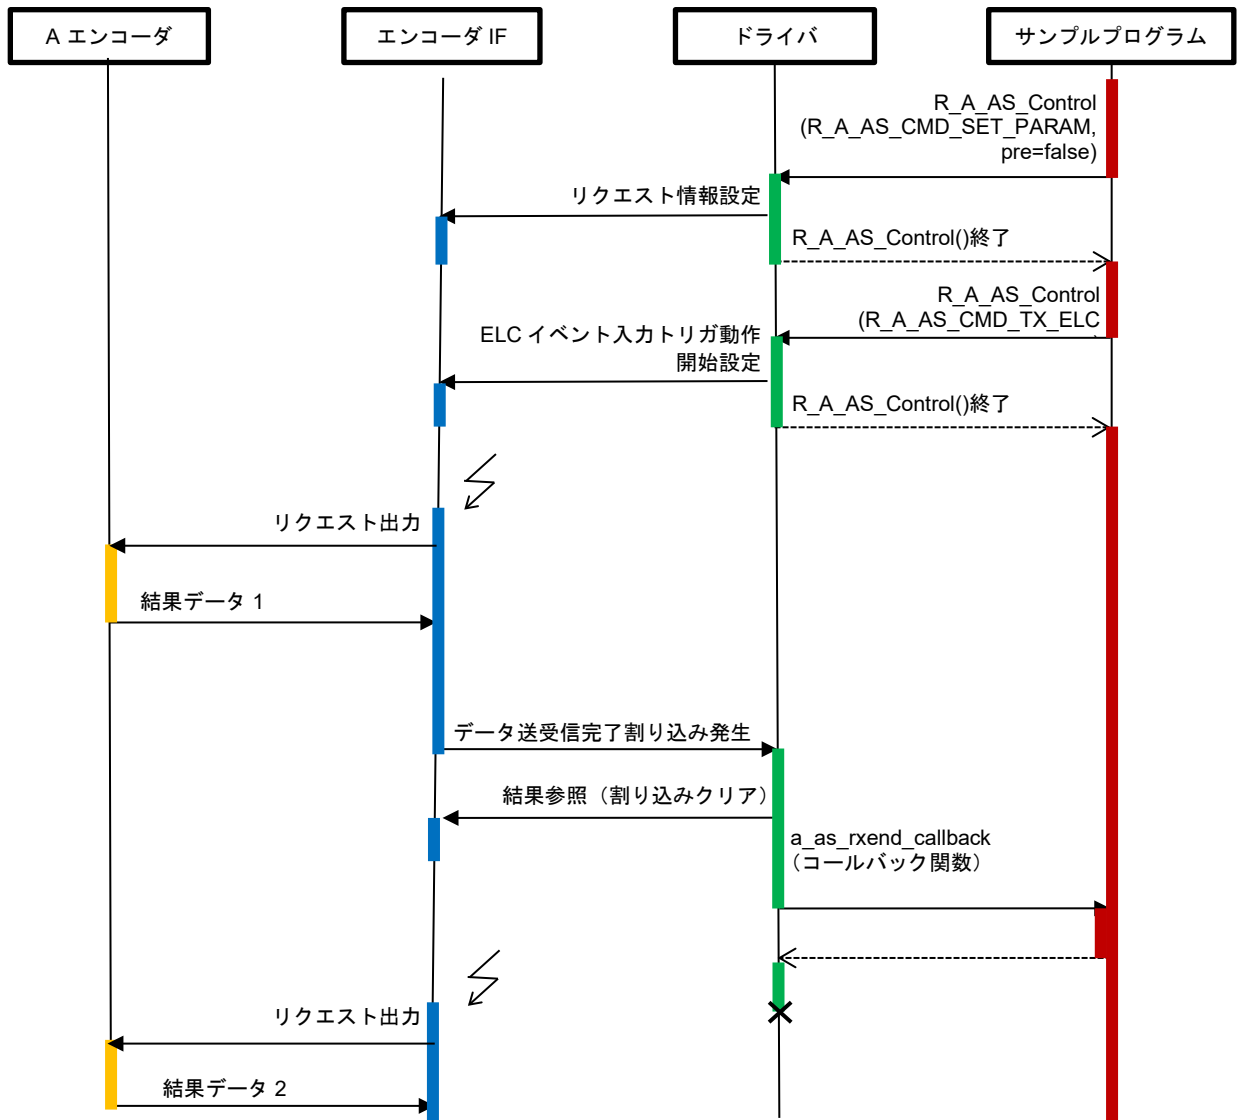 A エンコーダ
エンコーダ IF
ドライバ
サンプルプログラム
R_A_AS_Control
(R_A_AS_CMD_SET_PARAM,
pre=false)
リクエスト情報設定
R_A_AS_Control()終了
R_A_AS_Control
(R_A_AS_CMD_TX_ELC
ELC イベント入力トリガ動作
開始設定
R_A_AS_Control()終了
リクエスト出力
結果データ 1
データ送受信完了割り込み発生
結果参照（割り込みクリア）
a_as_rxend_callback
（コールバック関数）
リクエスト出力
結果データ 2